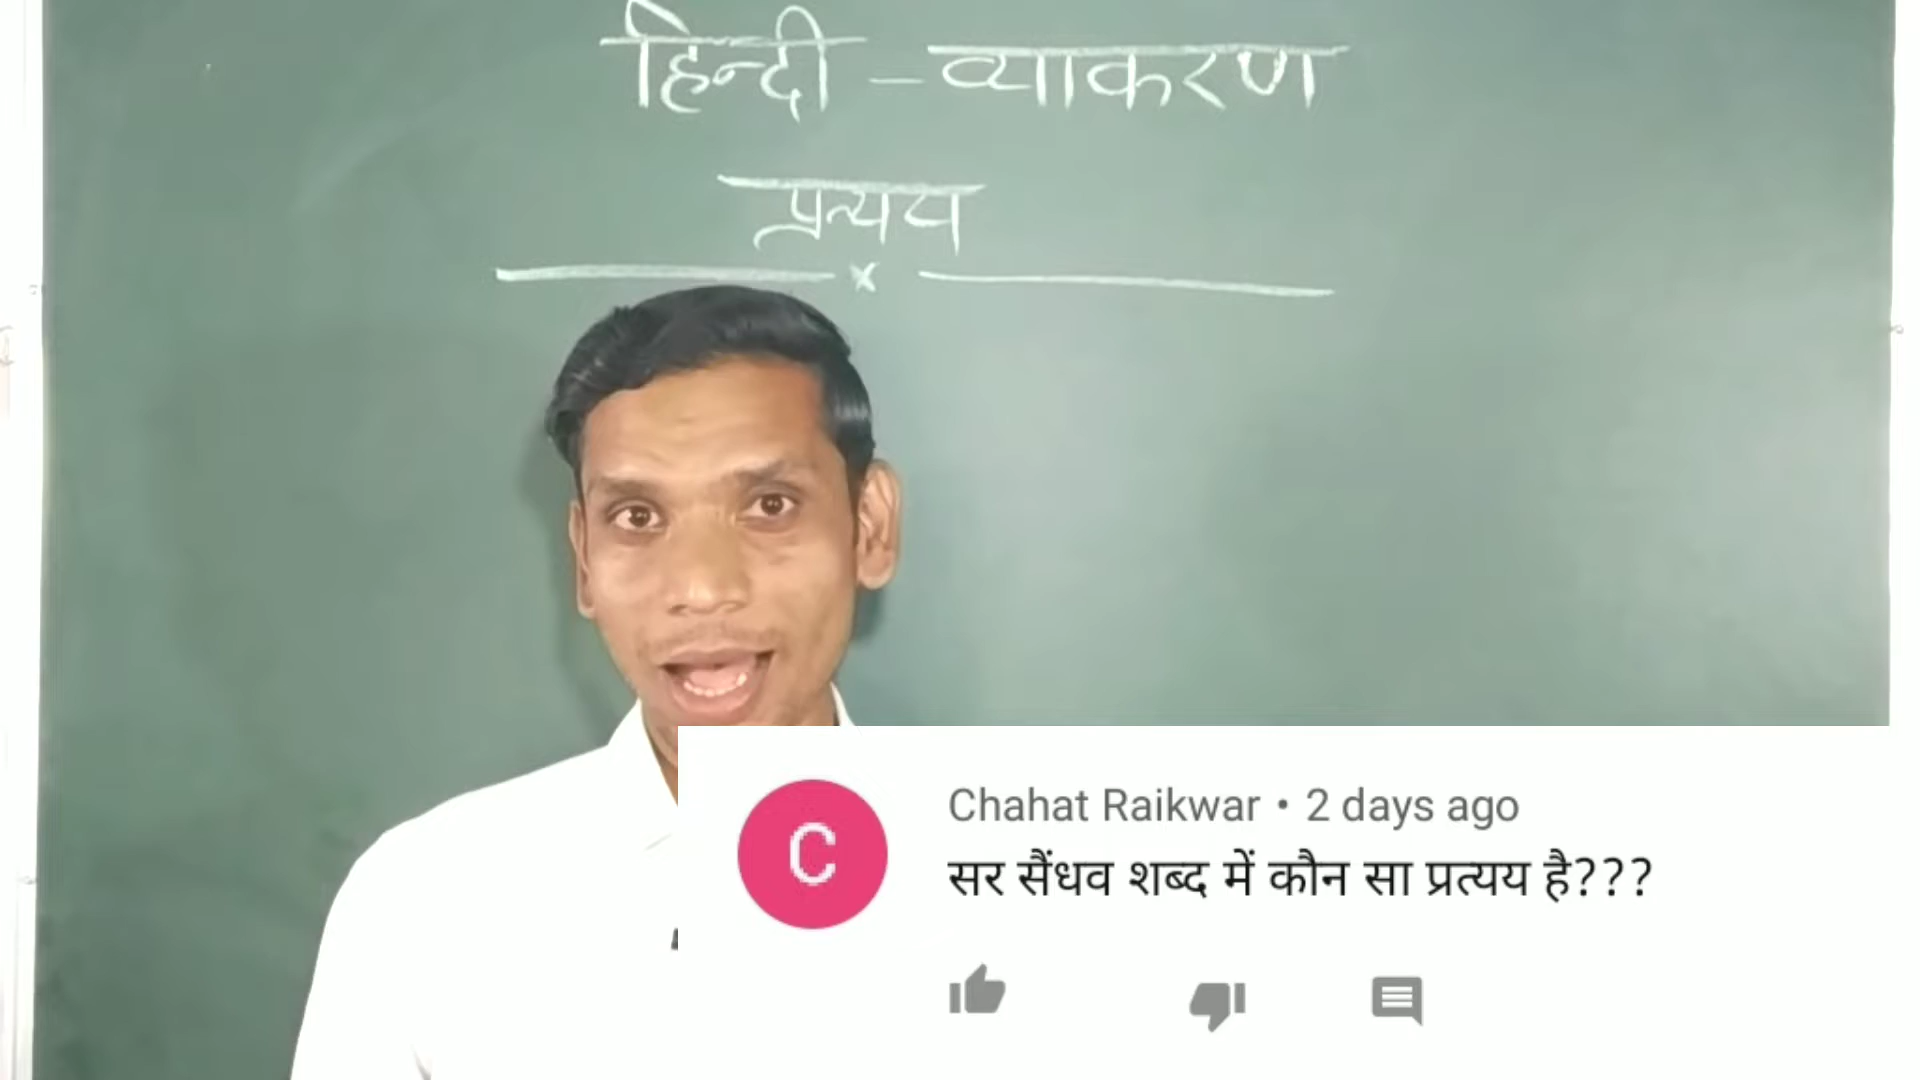 हिन्दी - व्याकरण
प्रत्यय
x
C
Chahat Raikwar • 2 days ago
सर सैंधव शब्द में कौन सा प्रत्यय है???